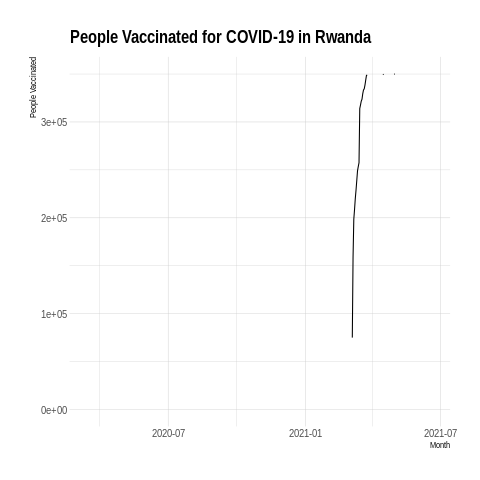 People Vaccinated for COVID-19 in Rwanda
People Vaccinated
3e+05
2e+05
1e+05
0e+00
2020-07
2021-01
2021-07
Month